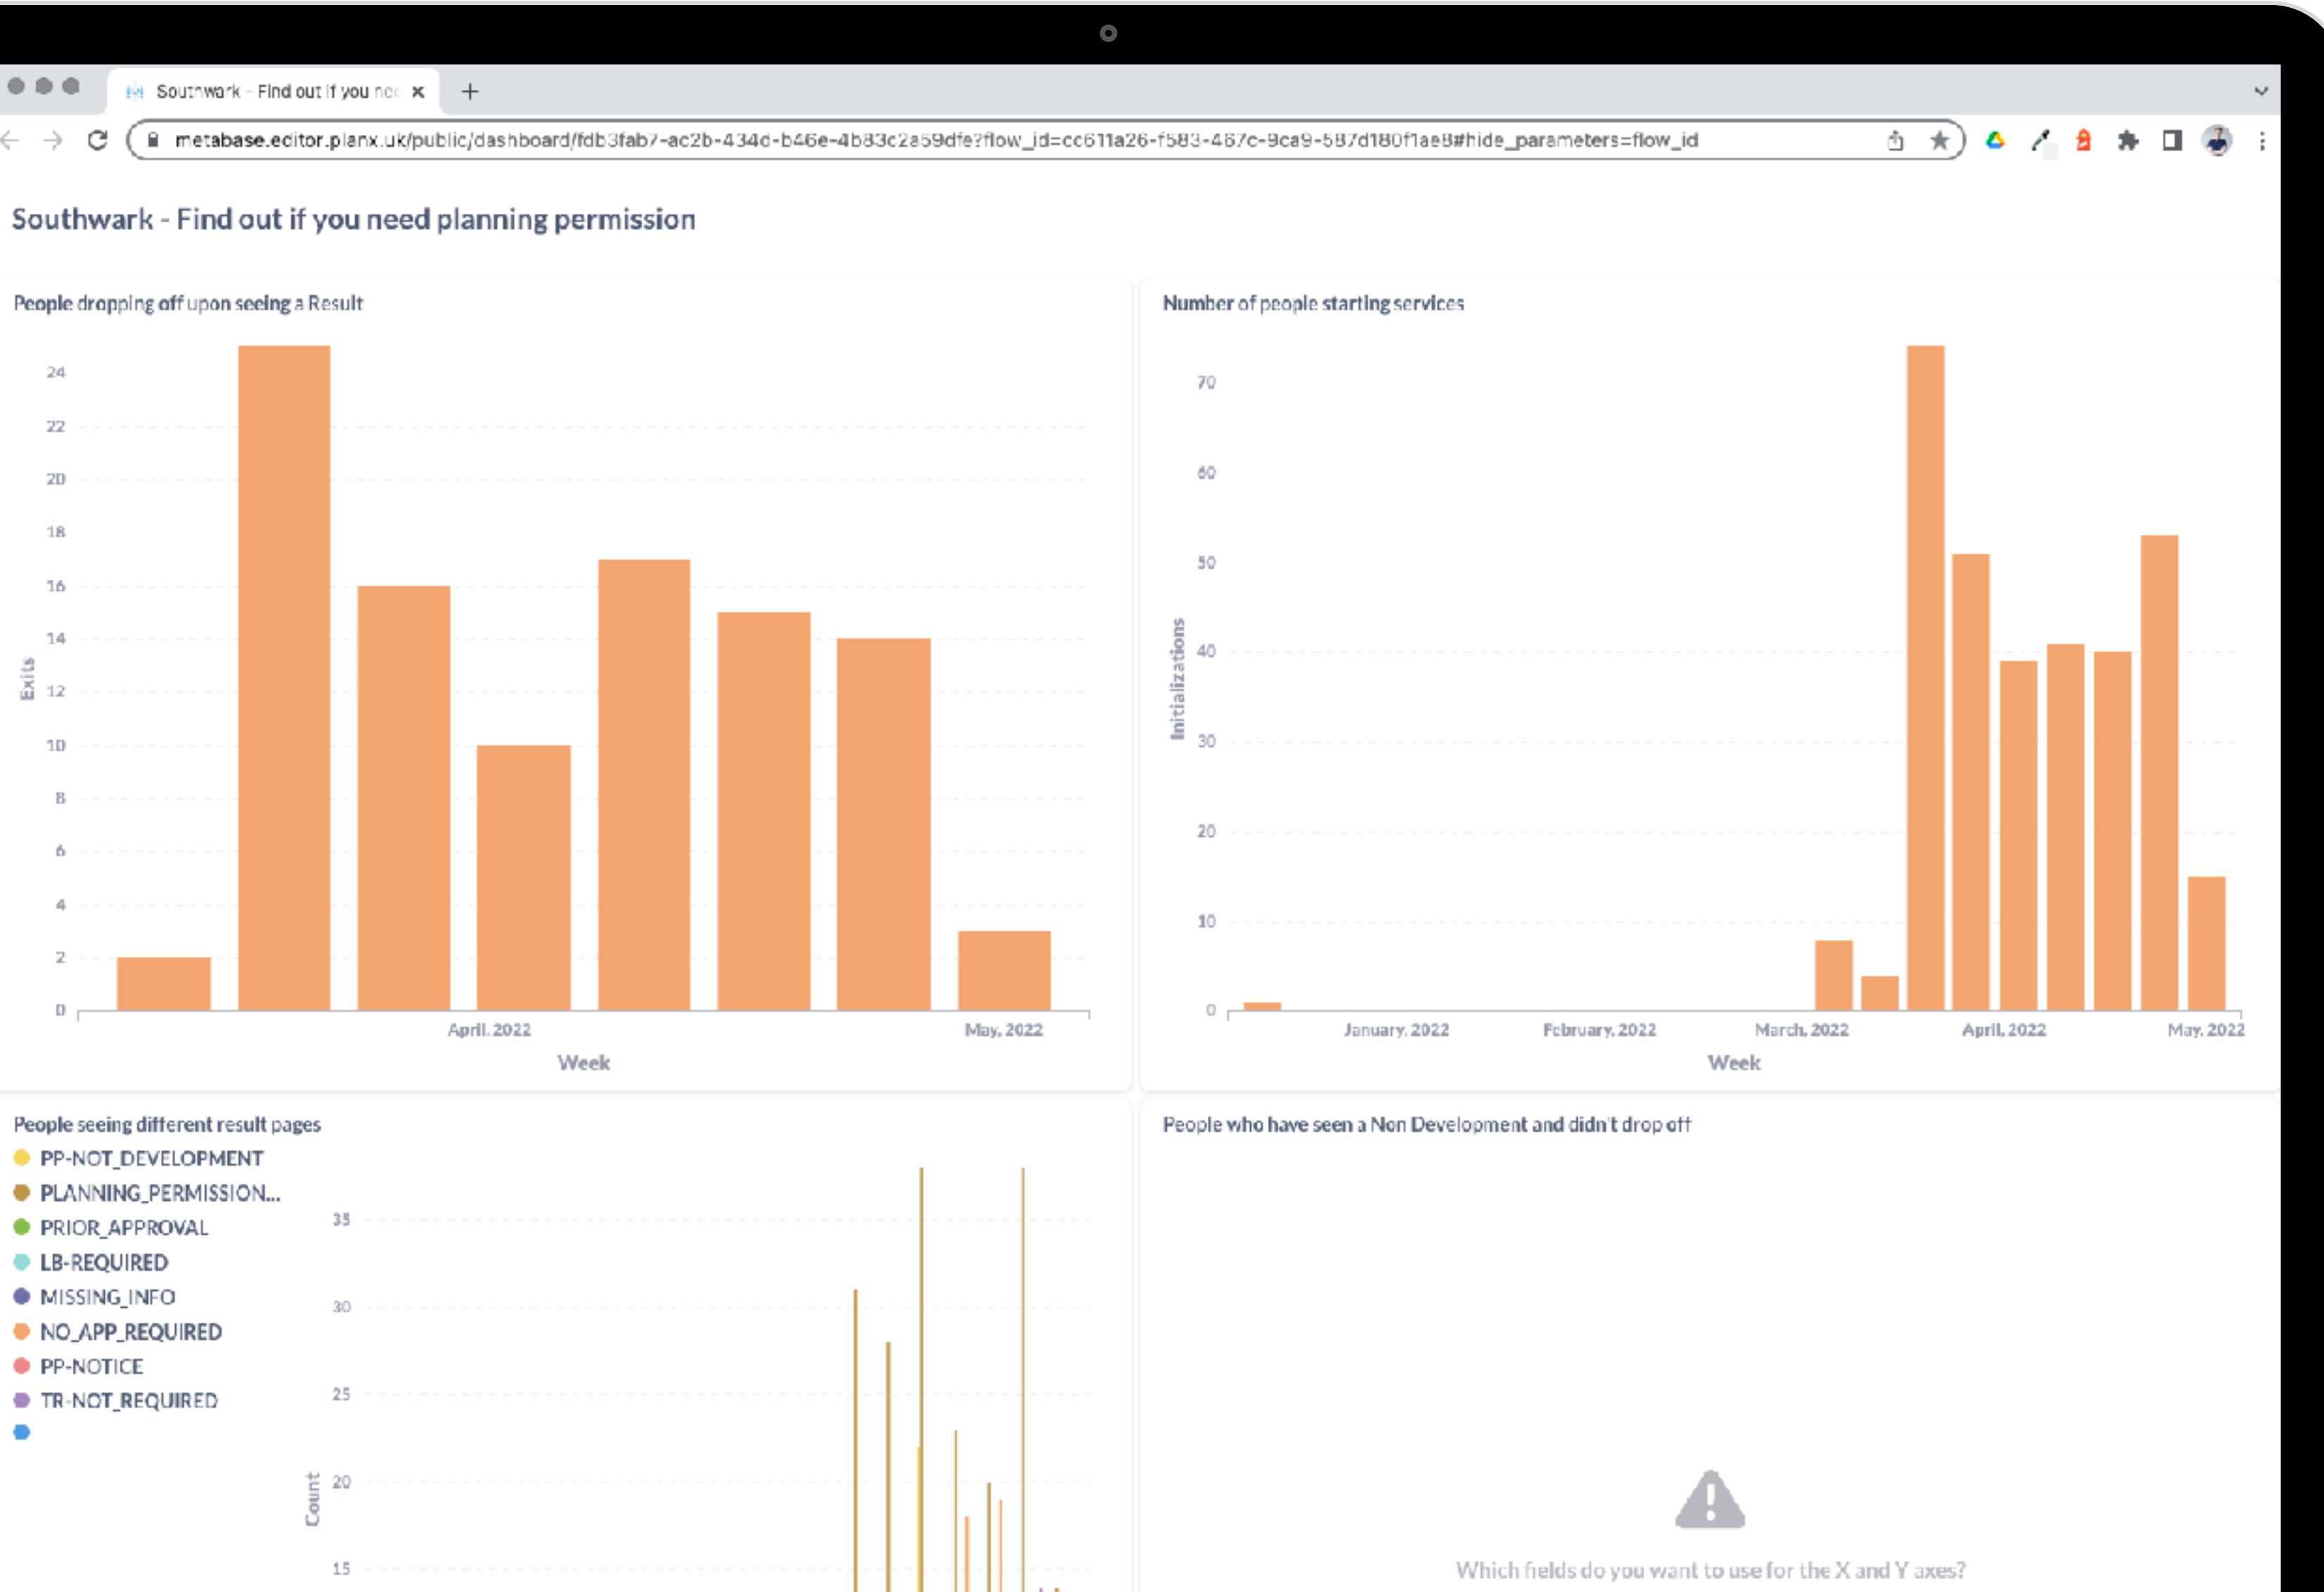 Southwark - Find out if you nee
metabase.editor.planx.uk/public/dashboard/fdb3fab7-ac2b-434d-b46e-4b83c2a59dfe?flow_id=cc611a26-f583-467c-9ca9-587d180f1ae8#hide_parameters=flow_id
Southwark - Find out if you need planning permission
People dropping off upon seeing a Result
24
22
20
18
16
14
12
10
8
6
4
2
0
Exits
April, 2022
May, 2022
Week
Number of people starting services
70
60
50
40
30
20
10
0
Initializations
January, 2022
February, 2022
March, 2022
April, 2022
May, 2022
Week
People seeing different result pages
PP-NOT_DEVELOPMENT
PLANNING_PERMISSION...
PRIOR_APPROVAL
LB-REQUIRED
MISSING_INFO
NO_APP_REQUIRED
PP-NOTICE
TR-NOT_REQUIRED
35
30
25
20
15
Count
People who have seen a Non Development and didn't drop off
Which fields do you want to use for the X and Y axes?